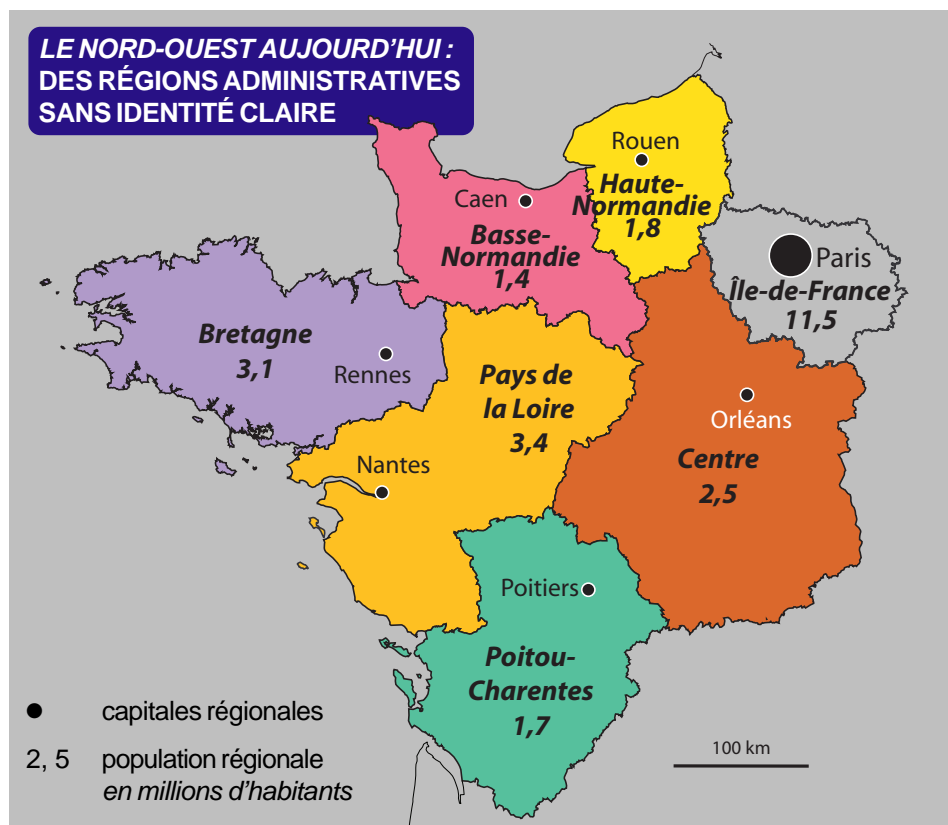 LE NORD-OUEST AUJOURD'HUI :
DES RÉGIONS ADMINISTRATIVES
SANS IDENTITÉ CLAIRE
Rouen
Haute-
Normandie
1,8
Caen
Basse-
Normandie
1,4
Paris
Île-de-France
11,5
Bretagne
3,1
Rennes
Pays de
la Loire
3,4
Nantes
Orléans
Centre
2,5
Poitiers
Poitou-
Charentes
1,7
capitales régionales
2, 5 population régionale
en millions d'habitants
100 km